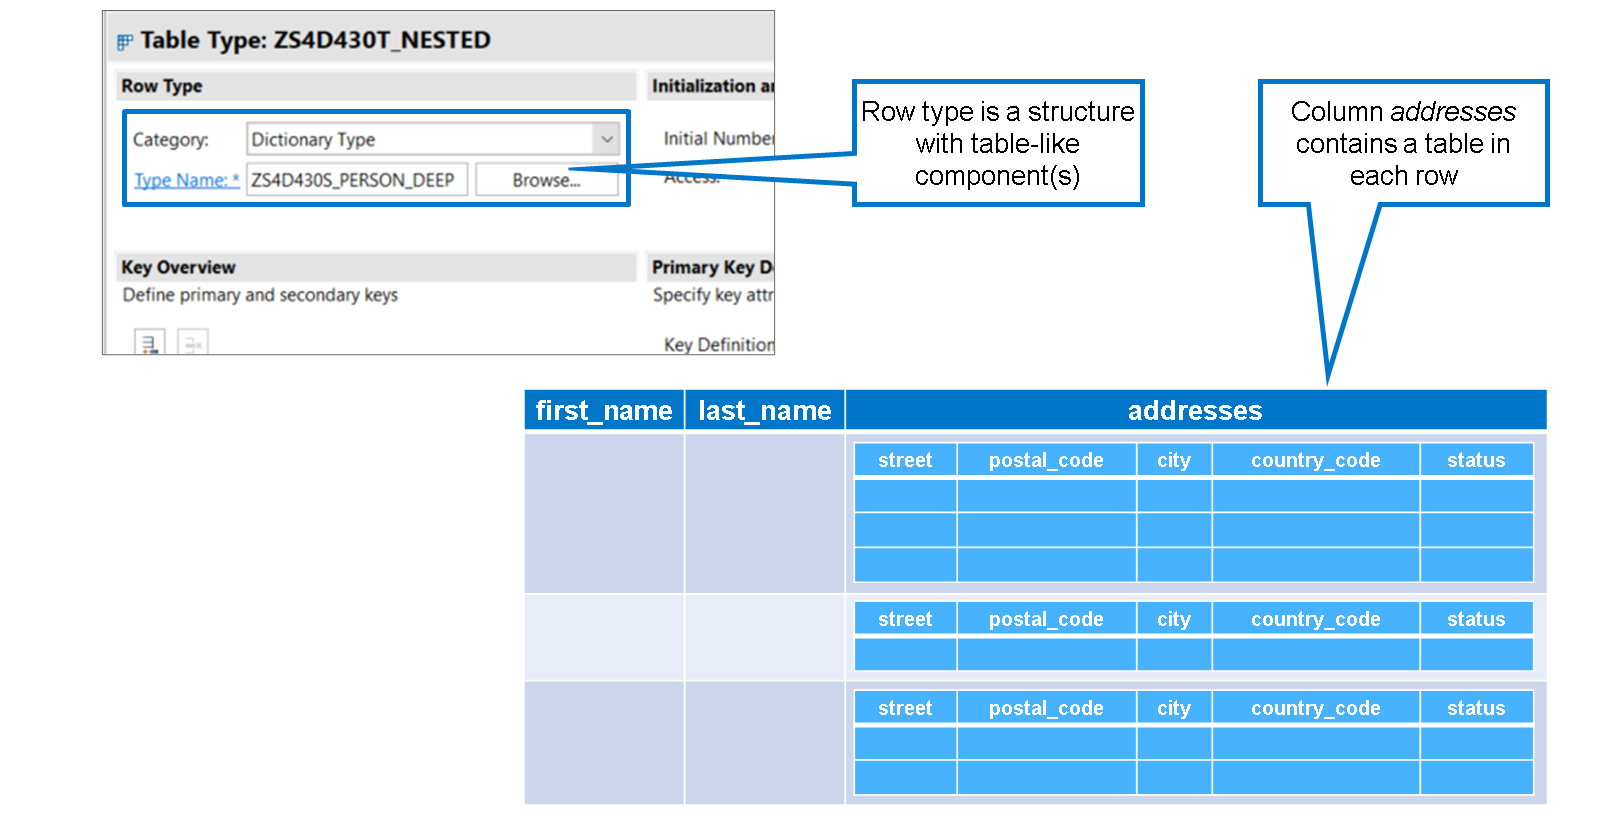 Table Type: ZS4D430T_NESTED
Row Type
Initialization a
Category:
Dictionary Type
Initial Number
Type Name: *
ZS4D430S_PERSON_DEEP
Browse...
Access:
Key Overview
Primary Key D
Define primary and secondary keys
Specify key attr
Key Definition
Row type is a structure
with table-like
component(s)
Column addresses
contains a table in
each row
first_name last_name addresses
street postal_code city country_code status
street postal_code city country_code status
street postal_code city country_code status